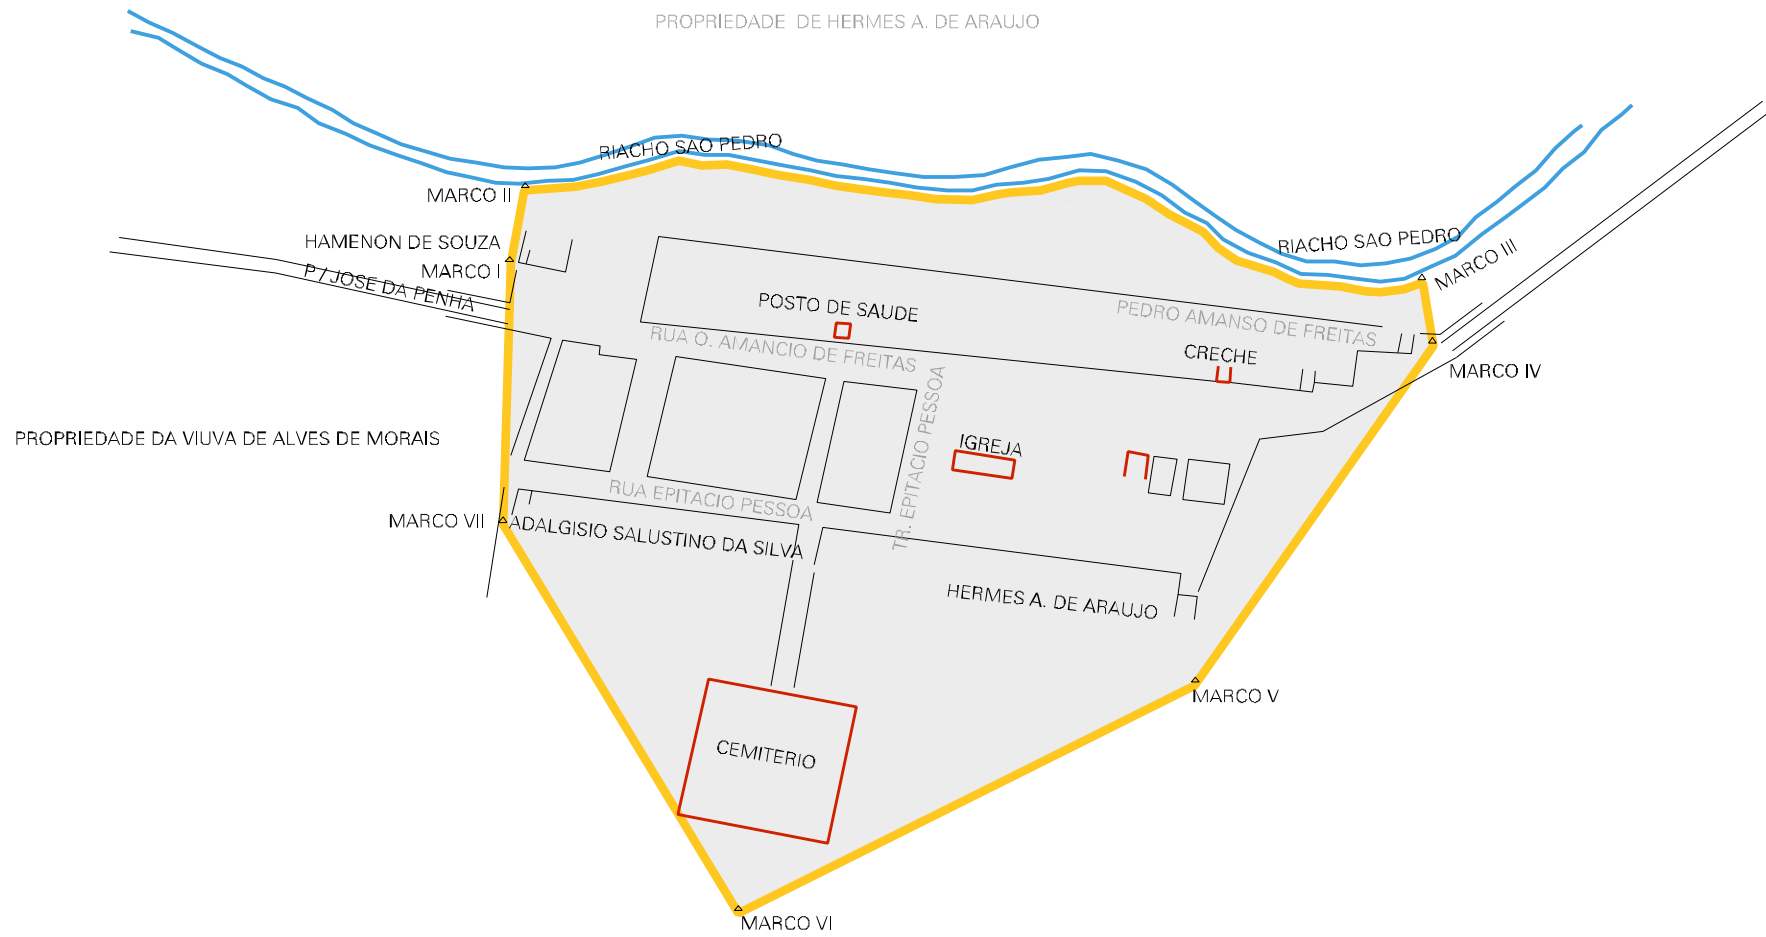 PROPRIEDADE DE HERMES A. DE ARAUJO
RIACHO SAO PEDRO
MARCO II
HAMENON DE SOUZA
MARCO I
P / JOSE DA PENHA
RIACHO SAO PEDRO
MARCO III
POSTO DE SAUDE
PEDRO AMANSO DE FREITAS
RUA O. AMANCIO DE FREITAS
CRECHE
MARCO IV
TR. EPITACIO PESSOA
PROPRIEDADE DA VIUVA DE ALVES DE MORAIS
IGREJA
RUA EPITACIO PESSOA
MARCO VII
ADALGISIO SALUSTINO DA SILVA
HERMES A. DE ARAUJO
MARCO V
CEMITERIO
MARCO VI